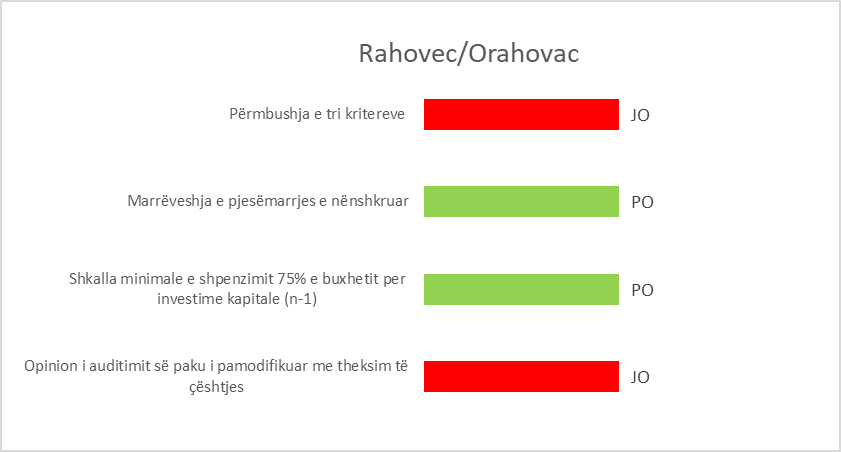 Rahovec/Orahovac
Përmbushja e tri kritereve
JO
Marrëveshja e pjesëmarrjes e nënshkruar
PO
Shkalla minimale e shpenzimit 75% e buxhetit per
investime kapitale (n-1)
PO
Opinion i auditimit së paku i pamodifikuar me theksim të
çështjes
JO